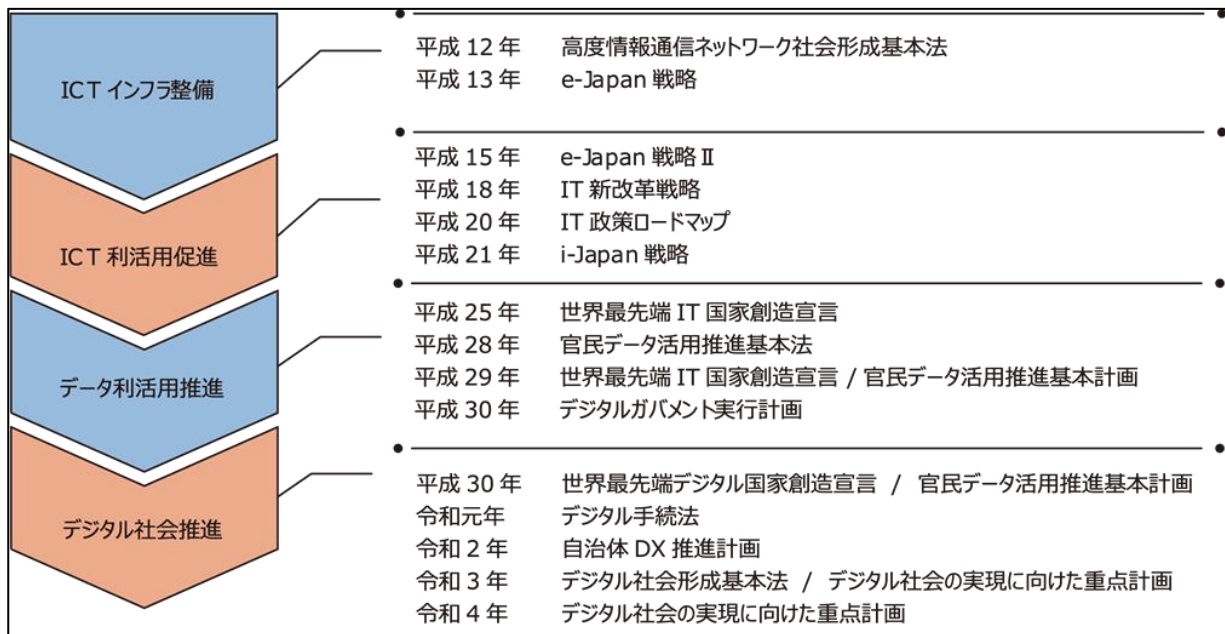 ICT インフラ整備
平成 12 年 高度情報通信ネットワーク社会形成基本法
平成 13 年 e-Japan 戦略
ICT 利活用促進
平成 15 年 e-Japan 戦略Ⅱ
平成 18 年 IT 新改革戦略
平成 20 年 IT 政策ロードマップ
平成 21 年 i-Japan 戦略
データ利活用推進
平成 25 年 世界最先端 IT 国家創造宣言
平成 28 年 官民データ活用推進基本法
平成 29 年 世界最先端 IT 国家創造宣言 / 官民データ活用推進基本計画
平成 30 年 デジタルガバメント実行計画
デジタル社会推進
平成 30 年 世界最先端デジタル国家創造宣言 / 官民データ活用推進基本計画
令和元年 デジタル手続法
令和 2 年 自治体 DX 推進計画
令和 3 年 デジタル社会形成基本法 / デジタル社会の実現に向けた重点計画
令和 4 年 デジタル社会の実現に向けた重点計画